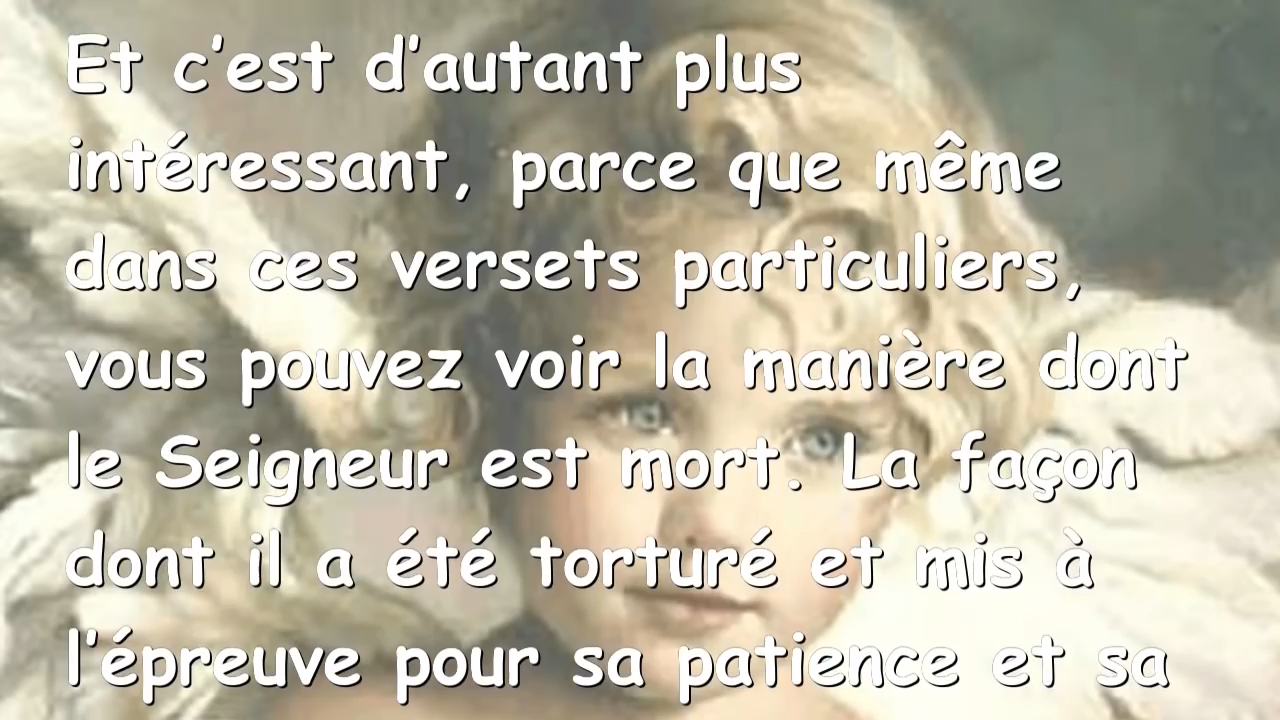 Et c'est d'autant plus
intéressant, parce que même
dans ces versets particuliers,
vous pouvez voir la manière dont
le Seigneur est mort. La façon
dont il a été torturé et mis à
l'épreuve pour sa patience et sa